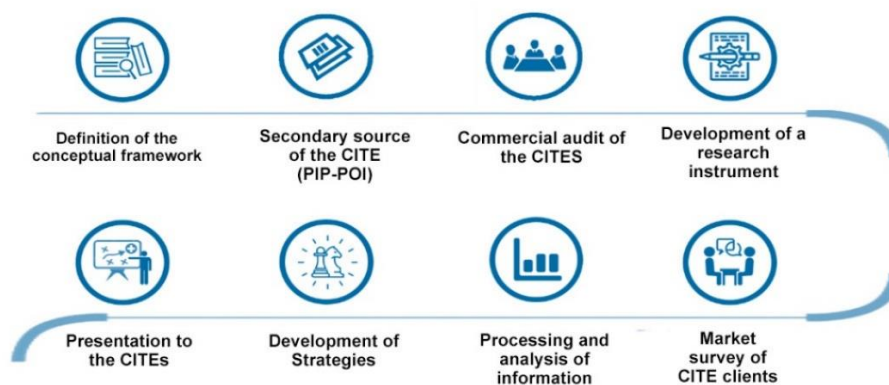 Definition of the
conceptual framework
Secondary source
of the CITE
(PIP-POI)
Commercial audit of
the CITES
Development of a
research
instrument
Presentation to
the CITEs
Development of
Strategies
Processing and
analysis of
information
Market
survey of
CITE clients